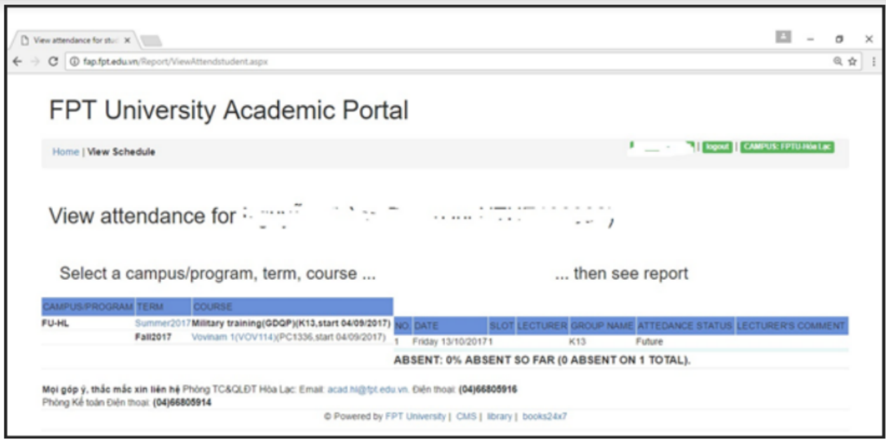 View attendance for stu
fap.fpt.edu.vn/Report/ViewAttendstudent.aspx
FPT University Academic Portal
Home | View Schedule
| logout | CAMPUS: FPTU-Hòa Lạc
View attendance for
Select a campus/program, term, course ... ... then see report
CAMPUS/PROGRAM TERM COURSE
FU-HL Summer2017 Military training(GDQP)(K13,start 04/09/2017)
Fall2017 Vovinam 1(VOV114)(PC1336,start 04/09/2017)
NO. DATE SLOT LECTURER GROUP NAME ATTEDANCE STATUS LECTURER'S COMMENT
1 Friday 13/10/2017 1 K13 Future
ABSENT: 0% ABSENT SO FAR (0 ABSENT ON 1 TOTAL).
Mọi góp ý, thắc mắc xin liên hệ Phòng TC&QLĐT Hòa Lạc: Email: acad.hl@fpt.edu.vn. Điện thoại: (04)66805916
Phòng Kế toán Điện thoại: (04)66805914
© Powered by FPT University | CMS | library | books24x7